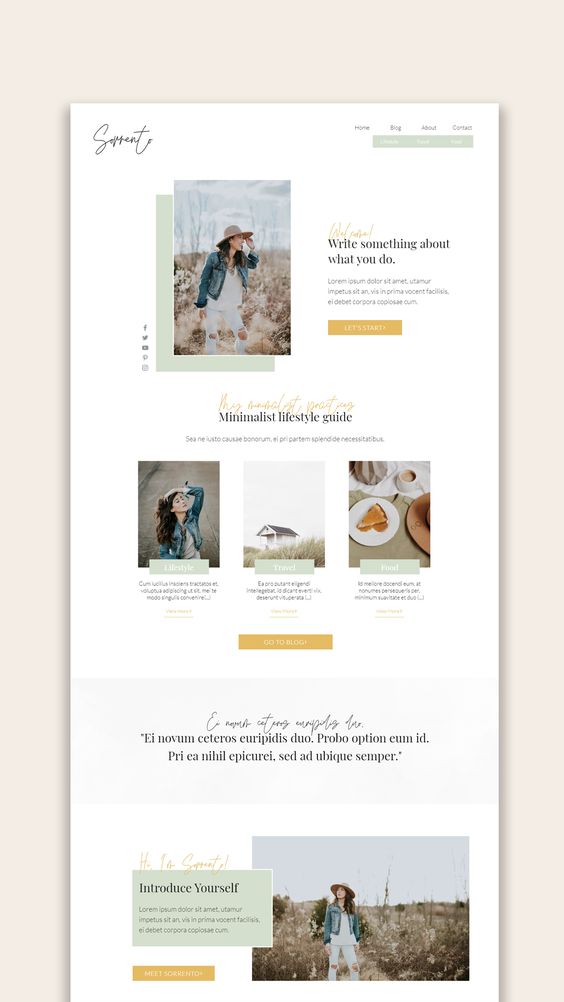 Sorrento
Home Blog About Contact
Lifestyle Travel Food
Welcome!
Write something about
what you do.
Lorem ipsum dolor sit amet, utamur
impetus sit an, vis in prima vocent facilisis,
ei debet corpora copiosae cum.
LET'S START>
My minimalist practices
Minimalist lifestyle guide
Sea ne iusto causae bonorum, ei pri partem splendide necessitatibus.
Lifestyle
Cum lucilius insolens tractatos et,
voluptua adipiscing ut sit, mei te
modo singulis convenire [...]
View More>
Travel
Ea pro putant eligendi
intellegebat, id dicant everti vix,
deserunt vituperata [...]
View More>
Food
Id meliore docendi eum, at
nonumes persequeris per,
minimum suavitate et duo [...]
View More>
GO TO BLOG>
Ei novum ceteros euripidis duo.
"Ei novum ceteros euripidis duo. Probo option eum id.
Pri ea nihil epicurei, sed ad ubique semper."
Hi, I'm Sorrento!
Introduce Yourself
Lorem ipsum dolor sit amet,
utamur impetus sit an, vis in
prima vocent facilisis, ei debet
corpora copiosae cum.
MEET SORRENTO>